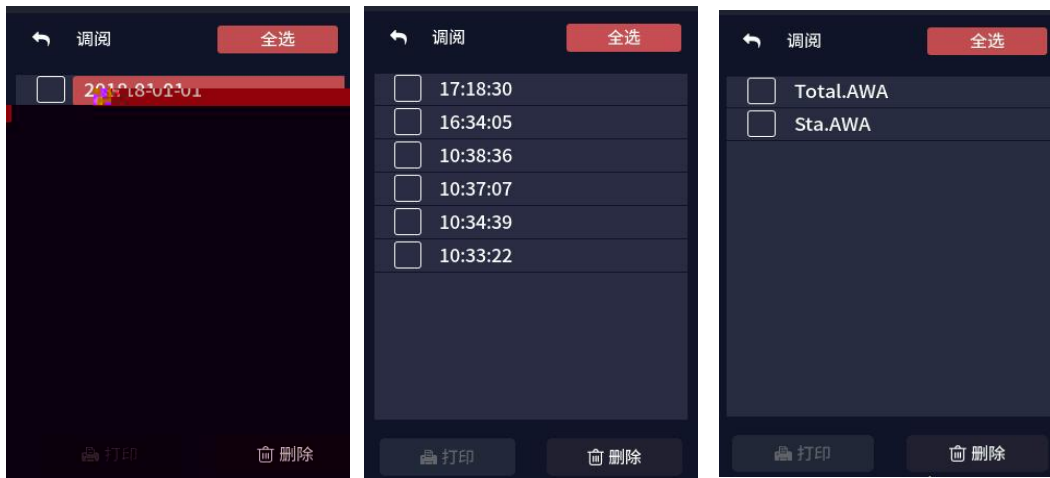 调阅 全选
打印 删除
调阅 全选
17:18:30
16:34:05
10:38:36
10:37:07
10:34:39
10:33:22
打印 删除
调阅 全选
Total.AWA
Sta.AWA
打印 删除